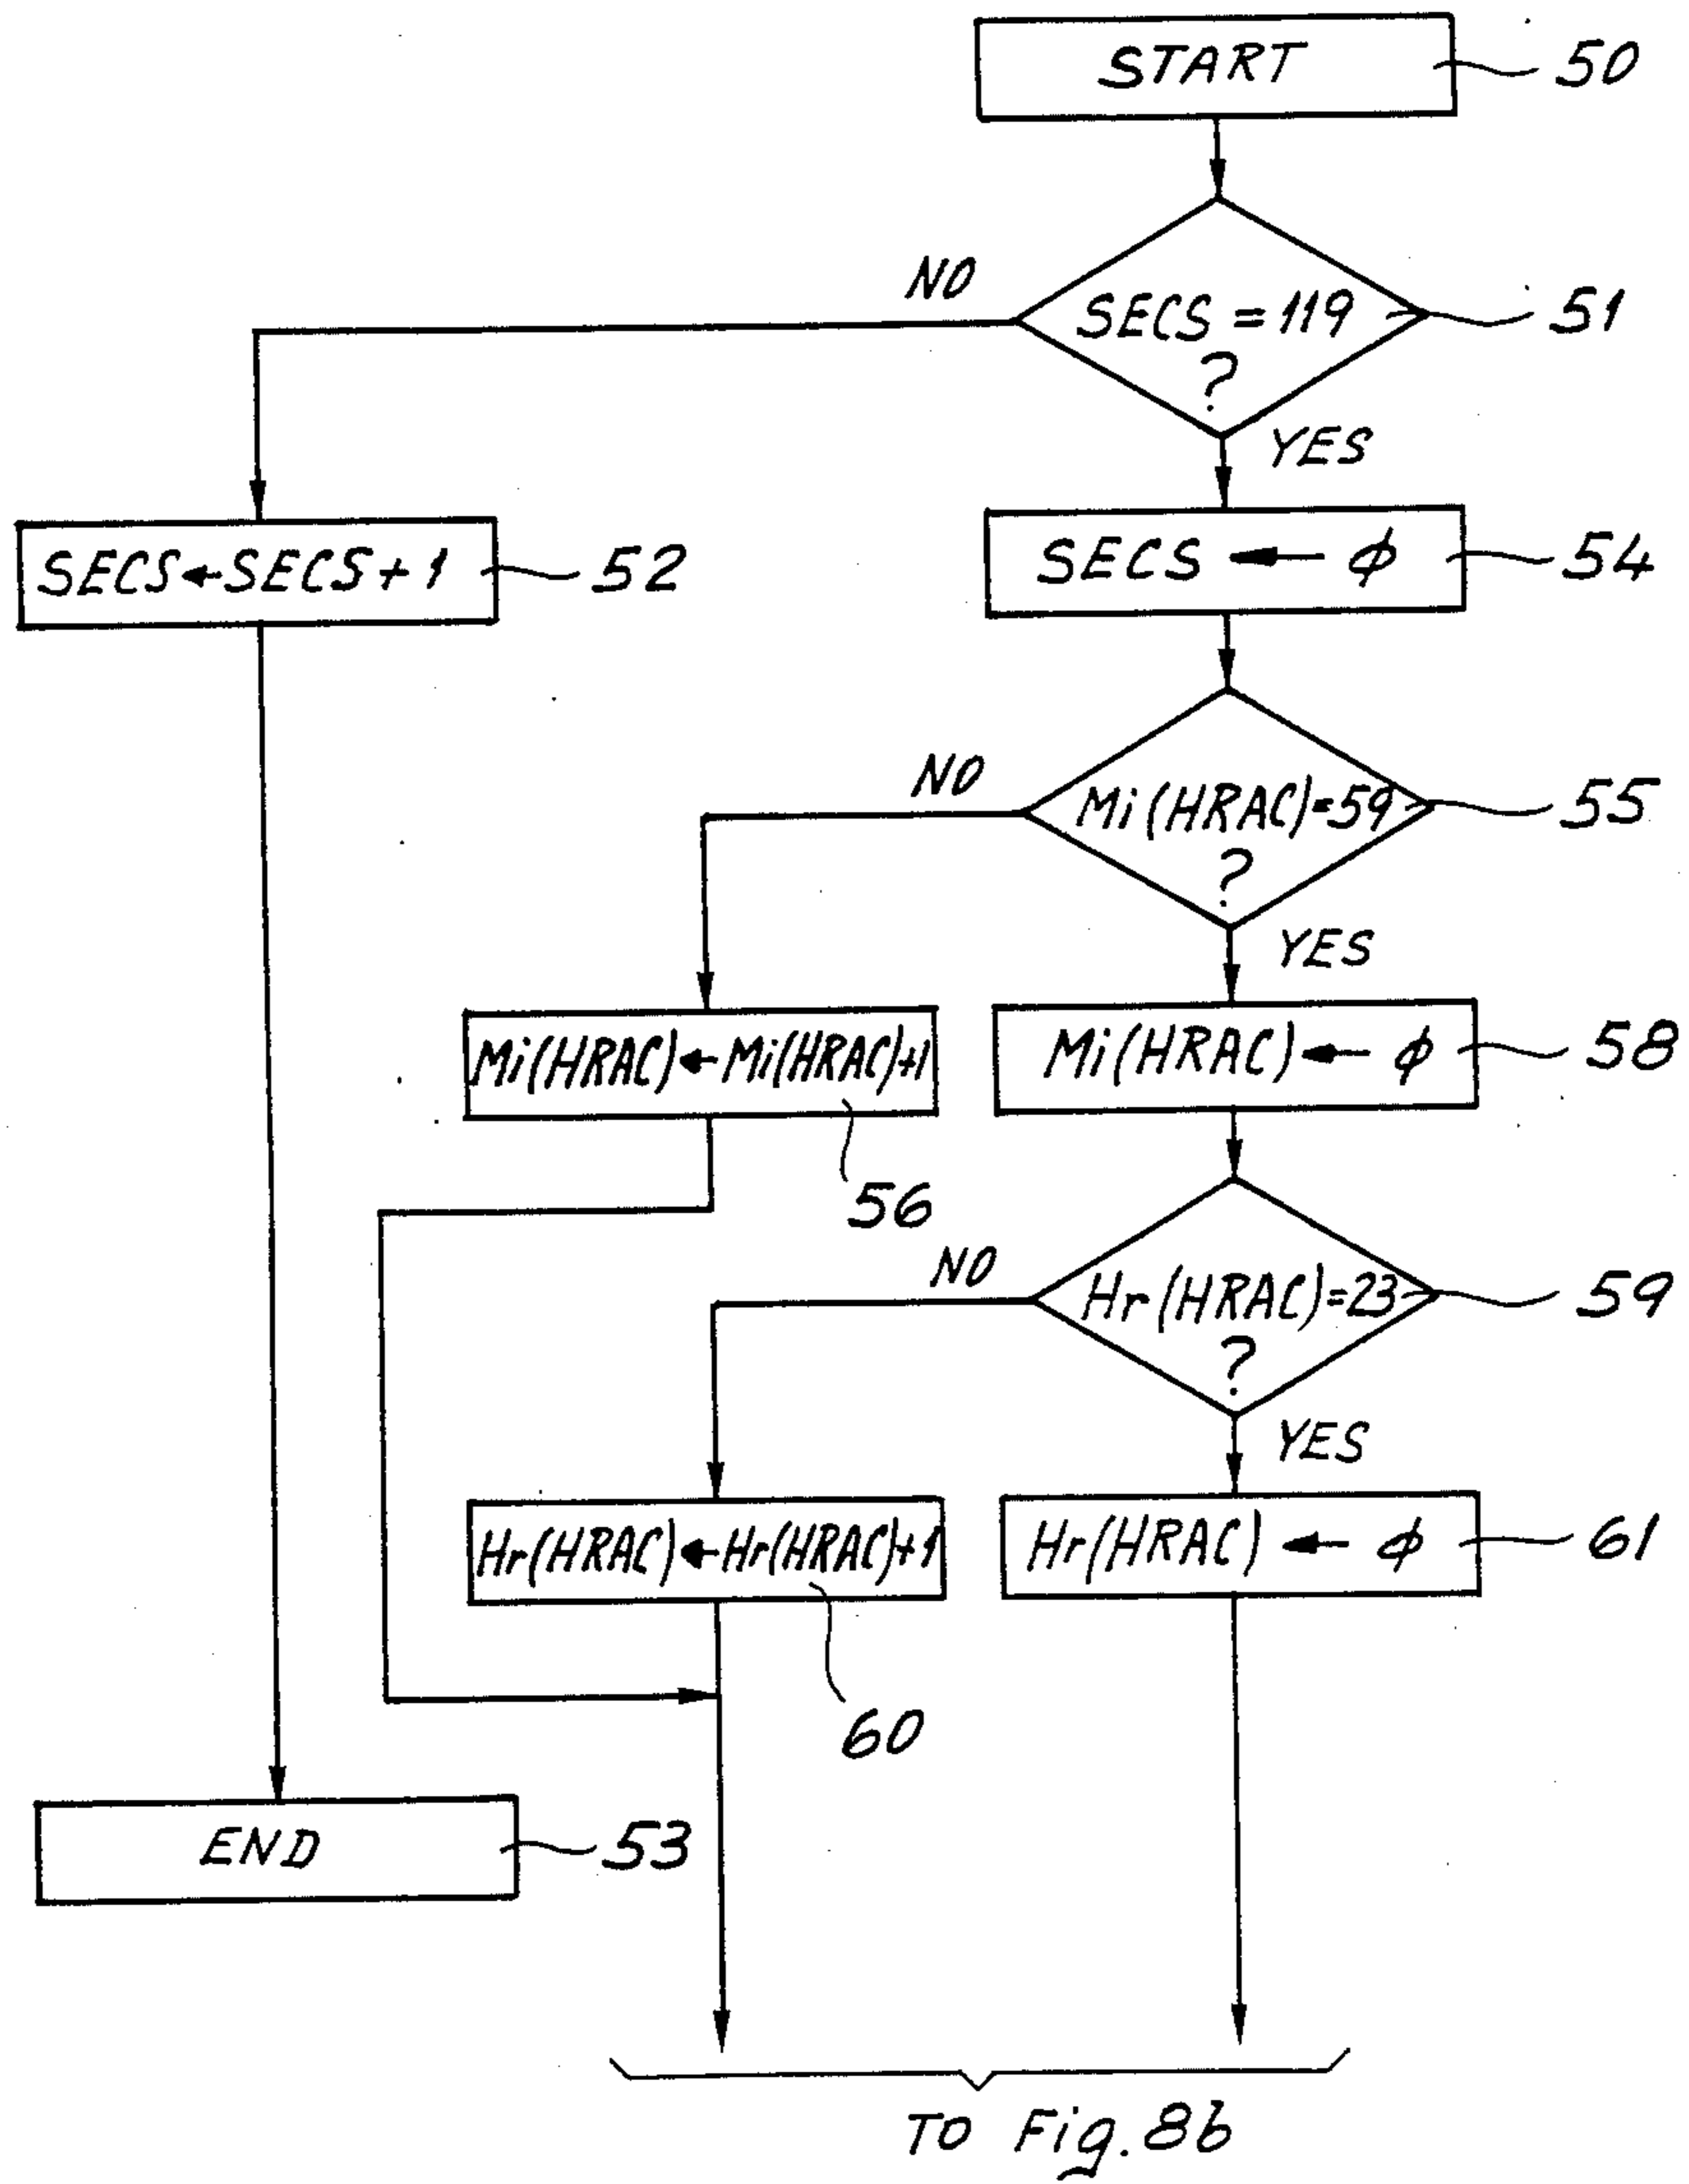 START
50
NO
SECS = 119
?
51
YES
SECS ← SECS + 1
52
SECS ← ϕ
54
NO
Mi(HRAC)=59
?
55
YES
Mi(HRAC) ← Mi(HRAC)+1
56
Mi(HRAC) ← ϕ
58
NO
Hr(HRAC)=23
?
59
YES
Hr(HRAC) ← Hr(HRAC)+1
60
Hr(HRAC) ← ϕ
61
END
53
TO Fig. 8b